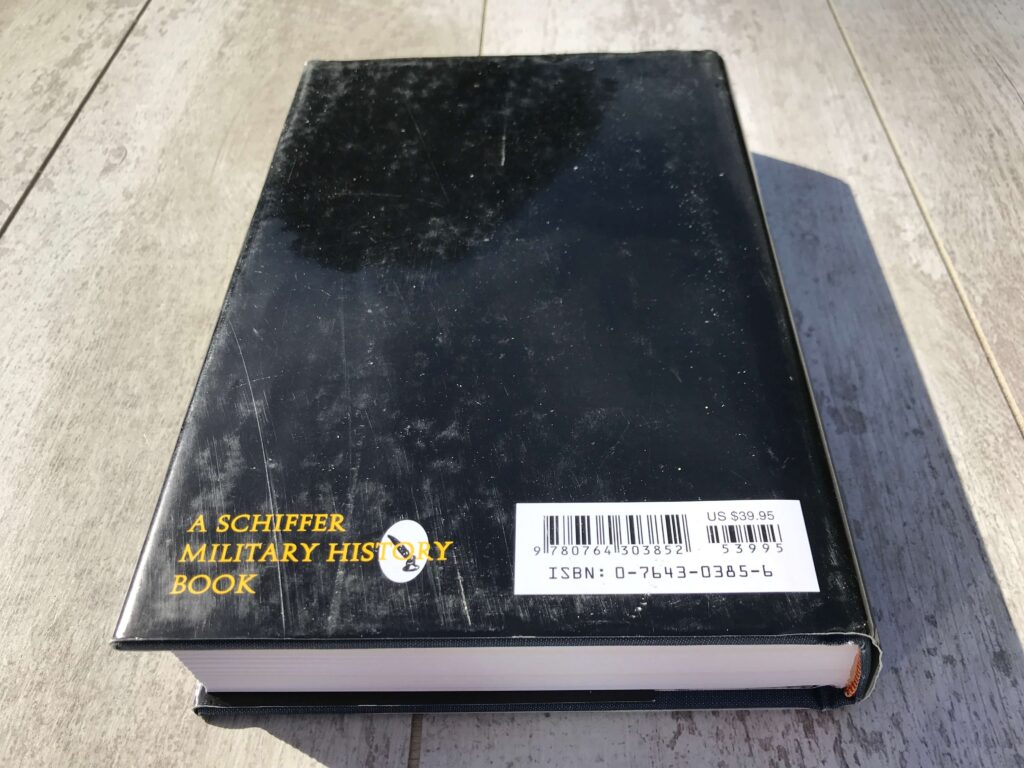 A SCHIFFER
MILITARY HISTORY
BOOK
US $39.95
9 780764 303852
53995
ISBN: 0-7643-0385-6